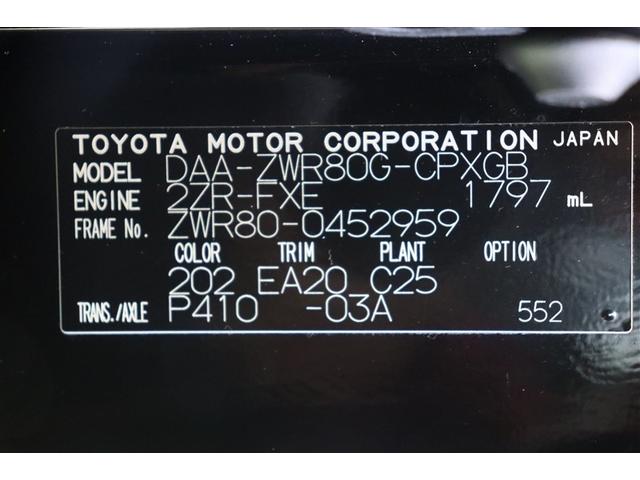 TOYOTA MOTOR CORPORATION JAPAN
MODEL DAA-ZWR80G-CPXGB
ENGINE 2ZR-FXE 1797 mL
FRAME No. ZWR80-0452959
COLOR TRIM PLANT OPTION
202 EA20 C25
TRANS./AXLE P410 -03A 552